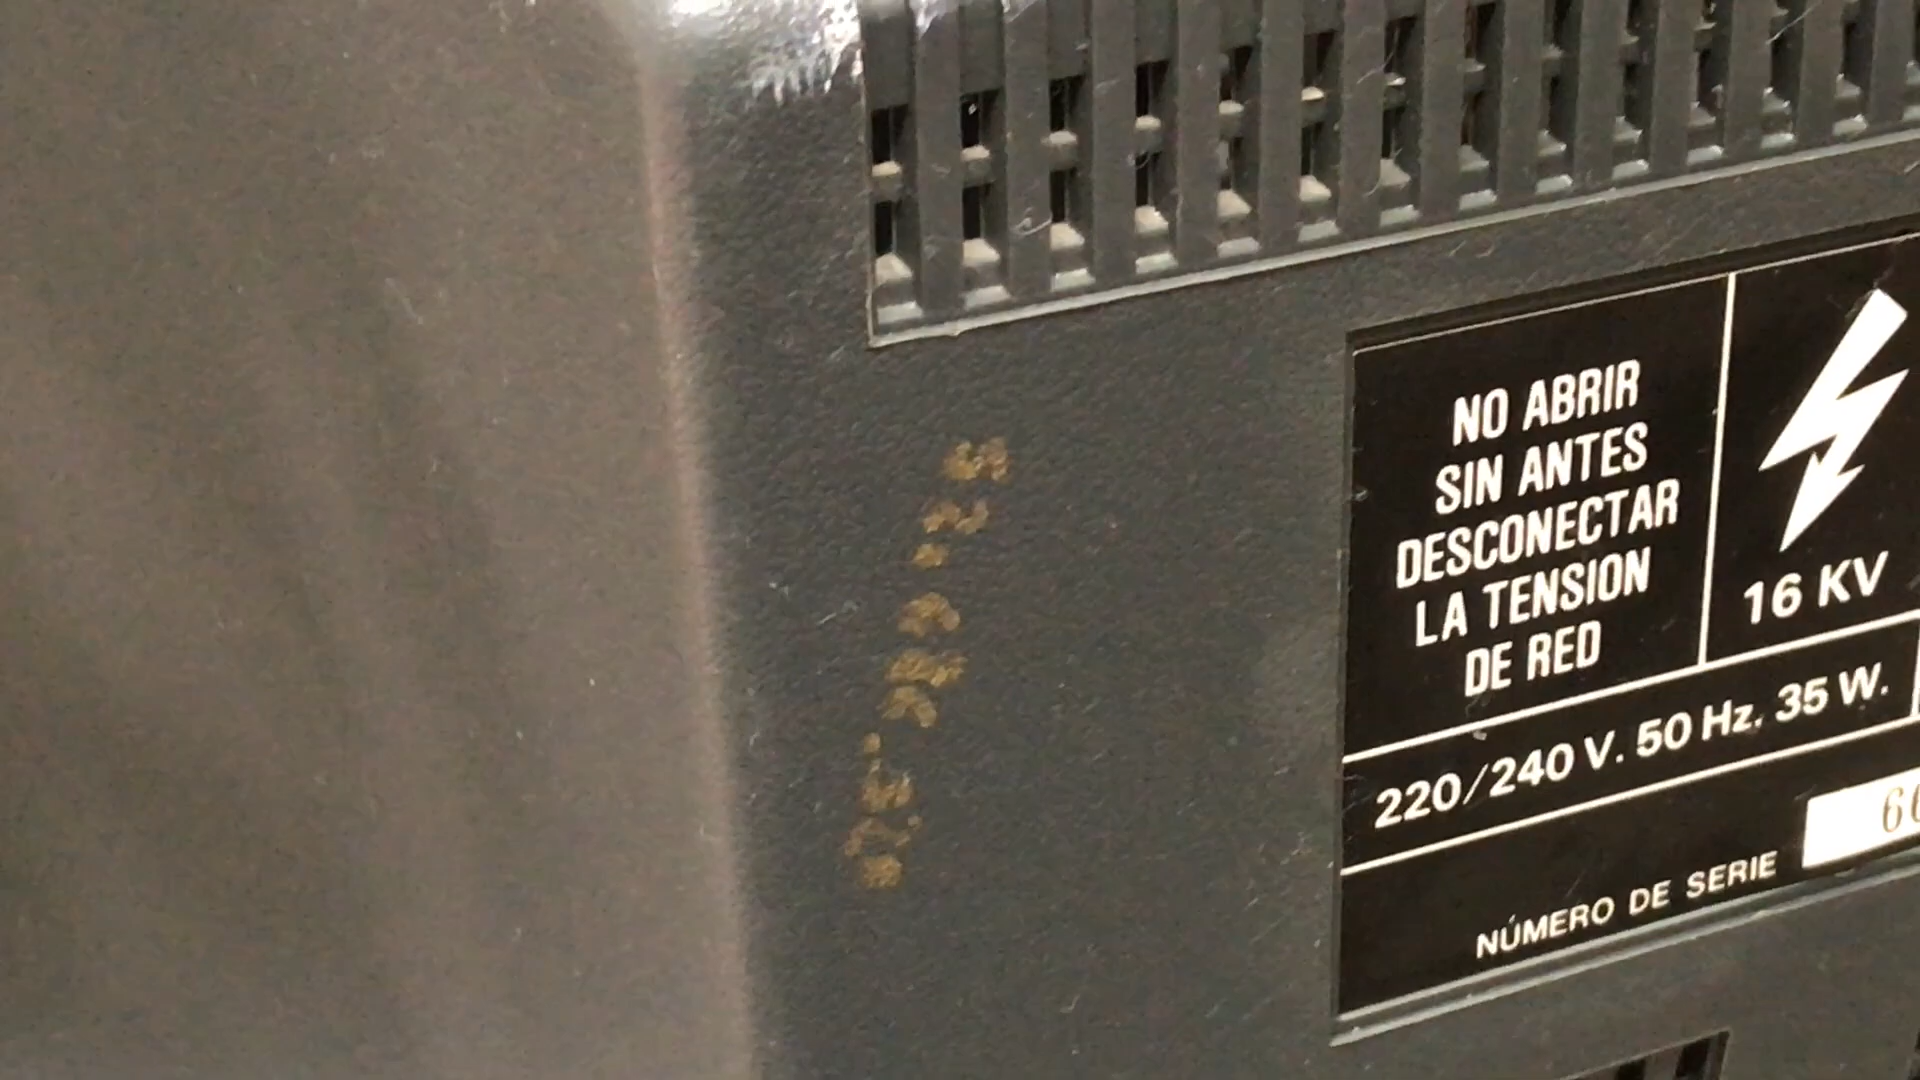 NO ABRIR
SIN ANTES
DESCONECTAR
LA TENSION
DE RED
16 KV
220/240 V. 50 Hz. 35 W.
NÚMERO DE SERIE